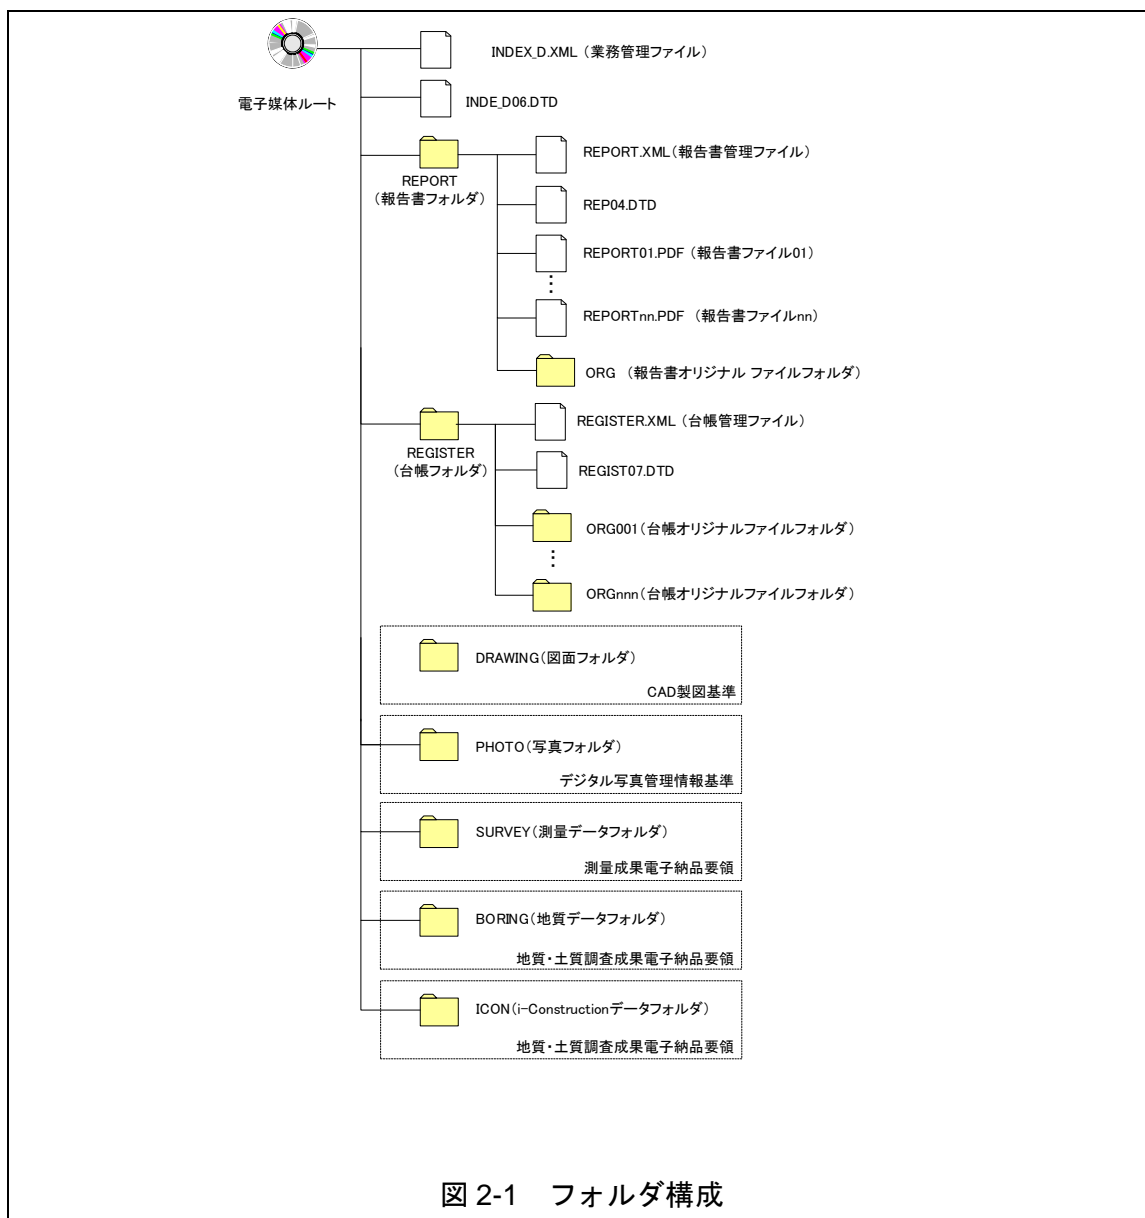 INDEX_D.XML（業務管理ファイル）
電子媒体ルート
INDE_D06.DTD
REPORT.XML（報告書管理ファイル）
REPORT
（報告書フォルダ）
REP04.DTD
REPORT01.PDF（報告書ファイル01）
⋮
REPORTnn.PDF （報告書ファイルnn）
ORG （報告書オリジナル ファイルフォルダ）
REGISTER.XML（台帳管理ファイル）
REGISTER
（台帳フォルダ）
REGIST07.DTD
ORG001（台帳オリジナルファイルフォルダ）
⋮
ORGnnn（台帳オリジナルファイルフォルダ）
DRAWING（図面フォルダ）
CAD製図基準
PHOTO（写真フォルダ）
デジタル写真管理情報基準
SURVEY（測量データフォルダ）
測量成果電子納品要領
BORING（地質データフォルダ）
地質・土質調査成果電子納品要領
ICON（i-Constructionデータフォルダ）
地質・土質調査成果電子納品要領
図 2-1 フォルダ構成